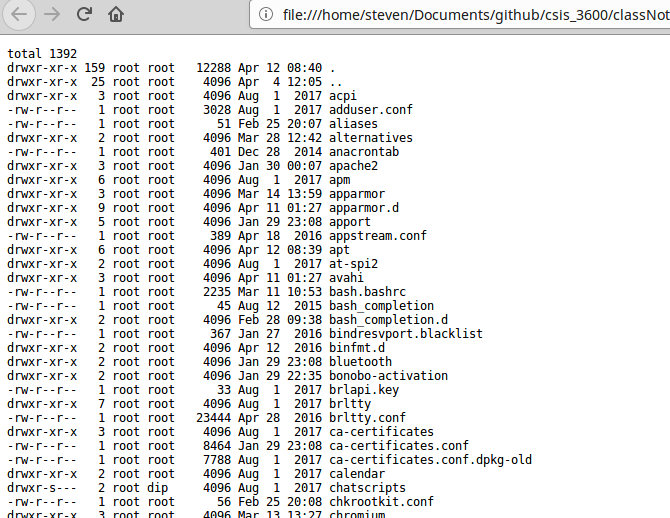 file:///home/steven/Documents/github/csis_3600/classNot
total 1392
drwxr-xr-x 159 root root   12288 Apr 12 08:40 .
drwxr-xr-x  25 root root    4096 Apr  4 12:05 ..
drwxr-xr-x   3 root root    4096 Aug  1  2017 acpi
-rw-r--r--   1 root root    3028 Aug  1  2017 adduser.conf
-rw-r--r--   1 root root      51 Feb 25 20:07 aliases
drwxr-xr-x   2 root root    4096 Mar 28 12:42 alternatives
-rw-r--r--   1 root root     401 Dec 28  2014 anacrontab
drwxr-xr-x   3 root root    4096 Jan 30 00:07 apache2
drwxr-xr-x   6 root root    4096 Aug  1  2017 apm
drwxr-xr-x   3 root root    4096 Mar 14 13:59 apparmor
drwxr-xr-x   9 root root    4096 Apr 11 01:27 apparmor.d
drwxr-xr-x   5 root root    4096 Jan 29 23:08 apport
-rw-r--r--   1 root root     389 Apr 18  2016 appstream.conf
drwxr-xr-x   6 root root    4096 Apr 12 08:39 apt
drwxr-xr-x   2 root root    4096 Aug  1  2017 at-spi2
drwxr-xr-x   3 root root    4096 Apr 11 01:27 avahi
-rw-r--r--   1 root root    2235 Mar 11 10:53 bash.bashrc
-rw-r--r--   1 root root      45 Aug 12  2015 bash_completion
drwxr-xr-x   2 root root    4096 Feb 28 09:38 bash_completion.d
-rw-r--r--   1 root root     367 Jan 27  2016 bindresvport.blacklist
drwxr-xr-x   2 root root    4096 Apr 12  2016 binfmt.d
drwxr-xr-x   2 root root    4096 Jan 29 23:08 bluetooth
drwxr-xr-x   2 root root    4096 Jan 29 22:35 bonobo-activation
-rw-r--r--   1 root root      33 Aug  1  2017 brlapi.key
drwxr-xr-x   7 root root    4096 Aug  1  2017 brltty
-rw-r--r--   1 root root   23444 Apr 28  2016 brltty.conf
drwxr-xr-x   3 root root    4096 Aug  1  2017 ca-certificates
-rw-r--r--   1 root root    8464 Jan 29 23:08 ca-certificates.conf
-rw-r--r--   1 root root    7788 Aug  1  2017 ca-certificates.conf.dpkg-old
drwxr-xr-x   2 root root    4096 Aug  1  2017 calendar
drwxr-s---   2 root dip     4096 Aug  1  2017 chatscripts
-rw-r--r--   1 root root      56 Feb 25 20:08 chkrootkit.conf
drwxr-xr-x   3 root root    4096 Mar 13 13:27 chromium